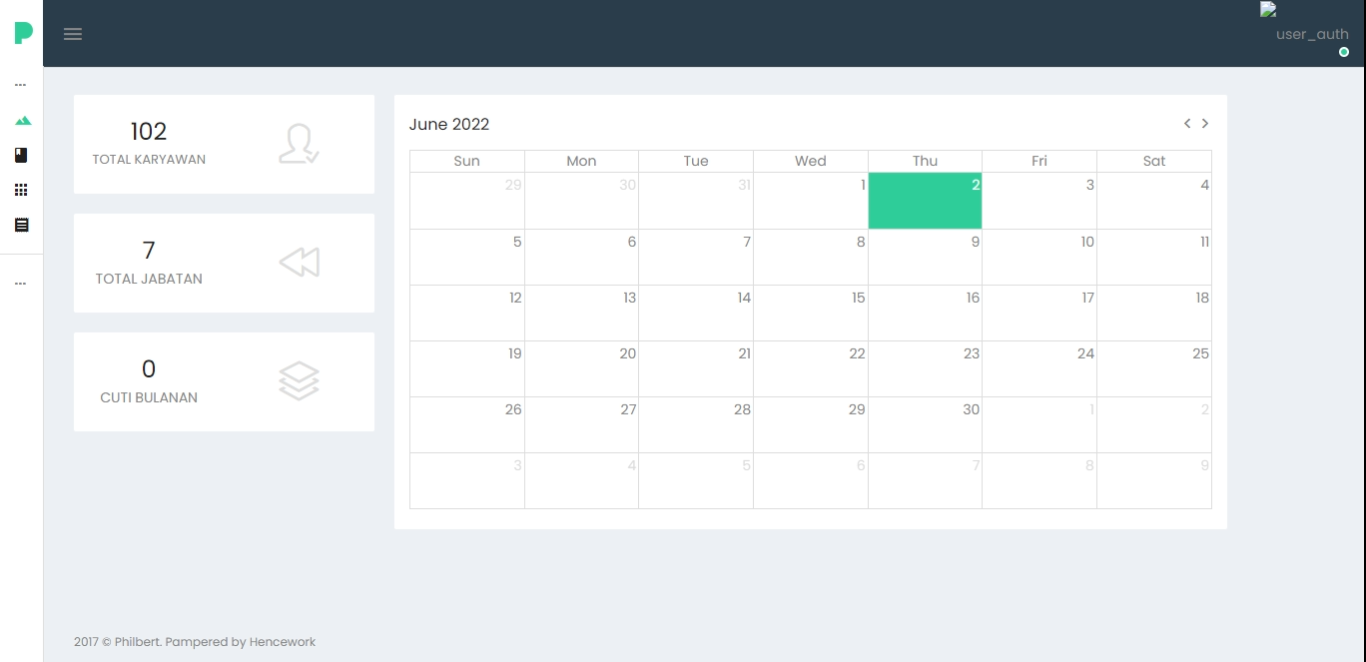 user_auth
102
TOTAL KARYAWAN
7
TOTAL JABATAN
0
CUTI BULANAN
June 2022
Sun Mon Tue Wed Thu Fri Sat
29 30 31 1 2 3 4
5 6 7 8 9 10 11
12 13 14 15 16 17 18
19 20 21 22 23 24 25
26 27 28 29 30 1 2
3 4 5 6 7 8 9
2017 © Philbert. Pampered by Hencework